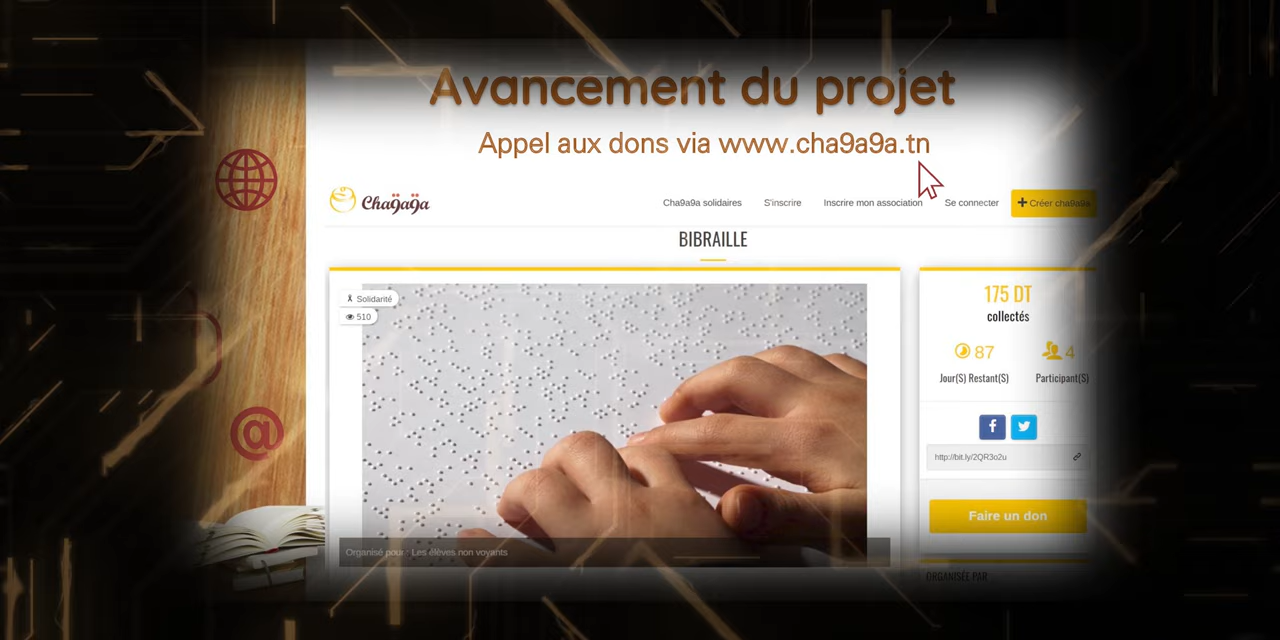 Avancement du projet
Appel aux dons via www.cha9a9a.tn
Cha9a9a
Cha9a9a solidaires S'inscrire Inscrire mon association Se connecter Créer cha9a9a
BIBRAILLE
Solidarité
510
Organisé pour : Les élèves non voyants
175 DT
collectés
87 4
Jour(S) Restant(S) Participant(S)
http://bit.ly/2QR3o2u
Faire un don
ORGANISÉE PAR